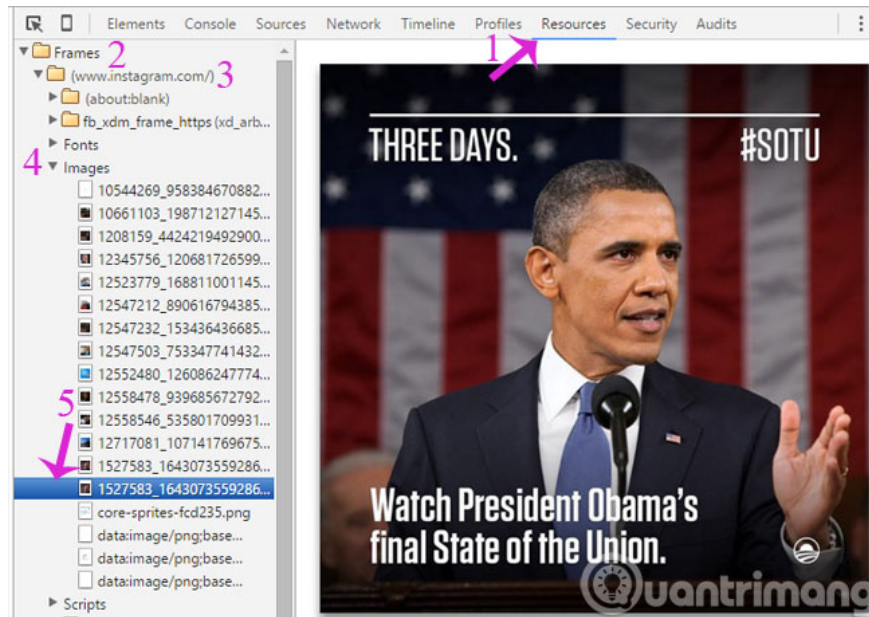 Elements Console Sources Network Timeline Profiles Resources Security Audits
1
Frames 2
(www.instagram.com/) 3
(about:blank)
fb_xdm_frame_https (xd_arb...
Fonts
4 Images
10544269_958384670882...
10661103_198712127145...
1208159_4424219492900...
12345756_120681726599...
12523779_168811001145...
12547212_890616794385...
12547232_153436436685...
12547503_753347741432...
12552480_126086247774...
12558478_939685672792...
5
12558546_535801709931...
12717081_107141769675...
1527583_1643073559286...
1527583_1643073559286...
core-sprites-fcd235.png
data:image/png;base...
data:image/png;base...
data:image/png;base...
Scripts
THREE DAYS. #SOTU
Watch President Obama's
final State of the Union.
Quantrimang